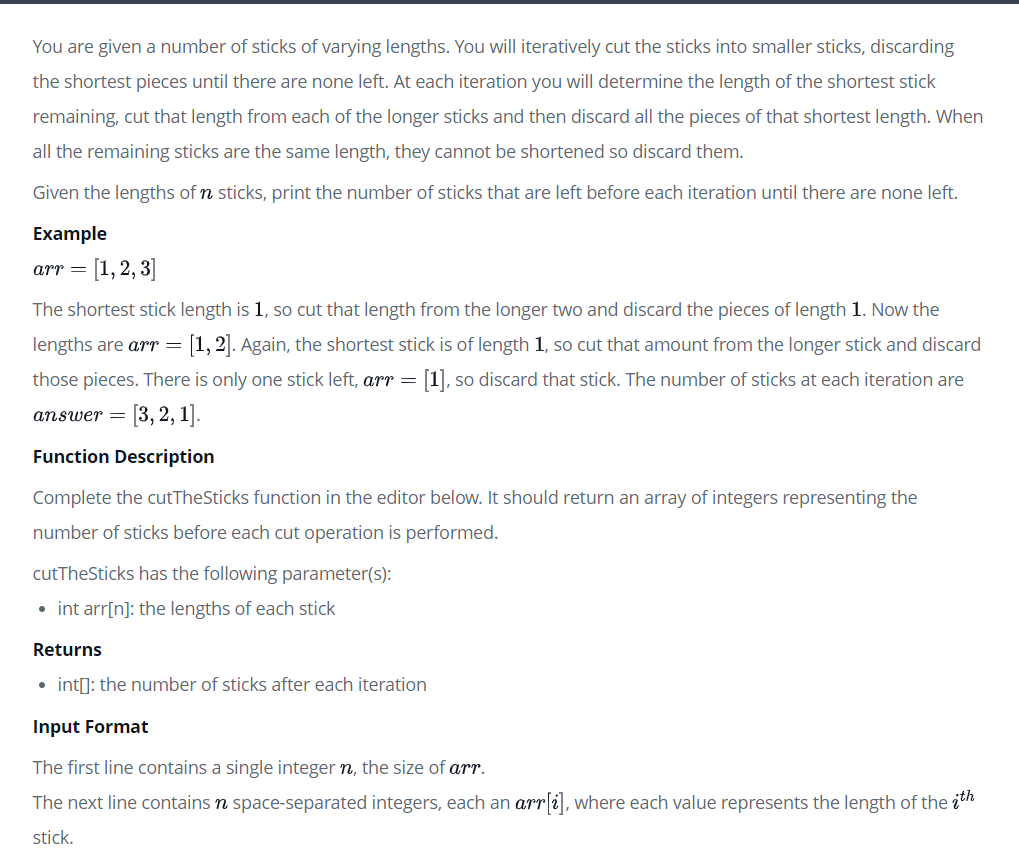 You are given a number of sticks of varying lengths. You will iteratively cut the sticks into smaller sticks, discarding
the shortest pieces until there are none left. At each iteration you will determine the length of the shortest stick
remaining, cut that length from each of the longer sticks and then discard all the pieces of that shortest length. When
all the remaining sticks are the same length, they cannot be shortened so discard them.
Given the lengths of n sticks, print the number of sticks that are left before each iteration until there are none left.
Example
arr = [1, 2, 3]
The shortest stick length is 1, so cut that length from the longer two and discard the pieces of length 1. Now the
lengths are arr = [1, 2]. Again, the shortest stick is of length 1, so cut that amount from the longer stick and discard
those pieces. There is only one stick left, arr = [1], so discard that stick. The number of sticks at each iteration are
answer = [3, 2, 1].
Function Description
Complete the cutTheSticks function in the editor below. It should return an array of integers representing the
number of sticks before each cut operation is performed.
cutTheSticks has the following parameter(s):
• int arr[n]: the lengths of each stick
Returns
• int[]: the number of sticks after each iteration
Input Format
The first line contains a single integer n, the size of arr.
The next line contains n space-separated integers, each an arr[i], where each value represents the length of the i^th
stick.